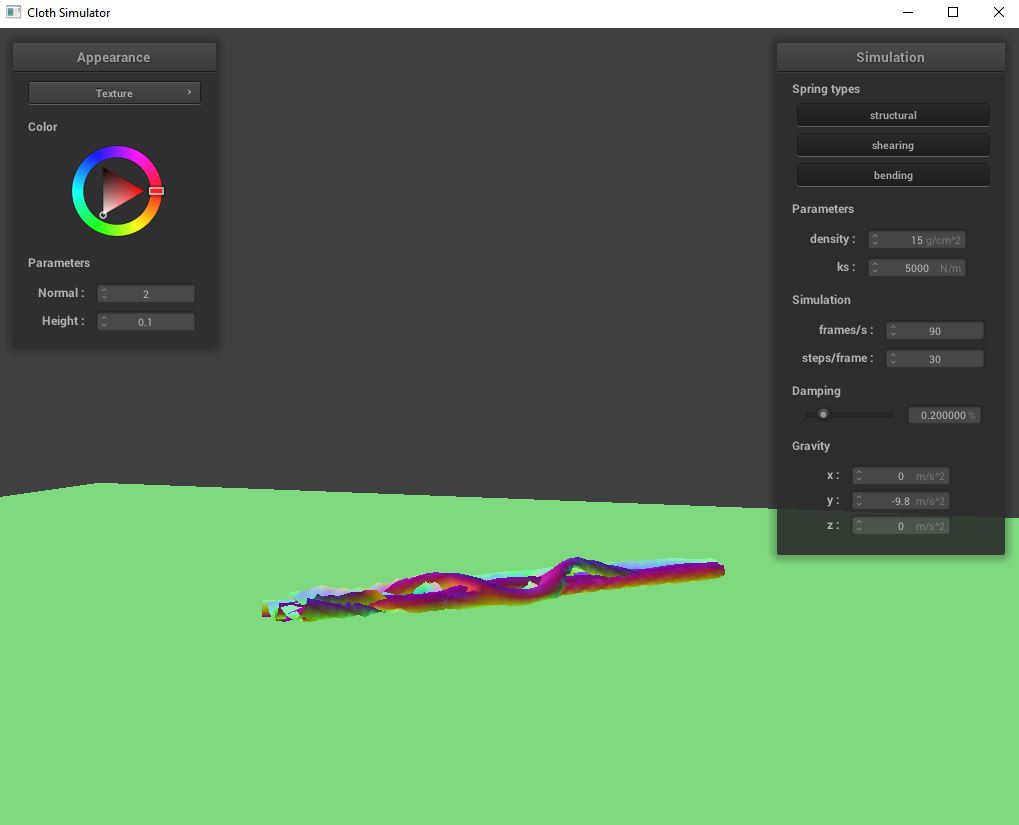 Cloth Simulator
Appearance
Texture
Color
Parameters
Normal : 2
Height : 0.1
Simulation
Spring types
structural
shearing
bending
Parameters
density : 15 g/cm^2
ks : 5000 N/m
Simulation
frames/s : 90
steps/frame : 30
Damping
0.200000 %
Gravity
x : 0 m/s^2
y : -9.8 m/s^2
z : 0 m/s^2